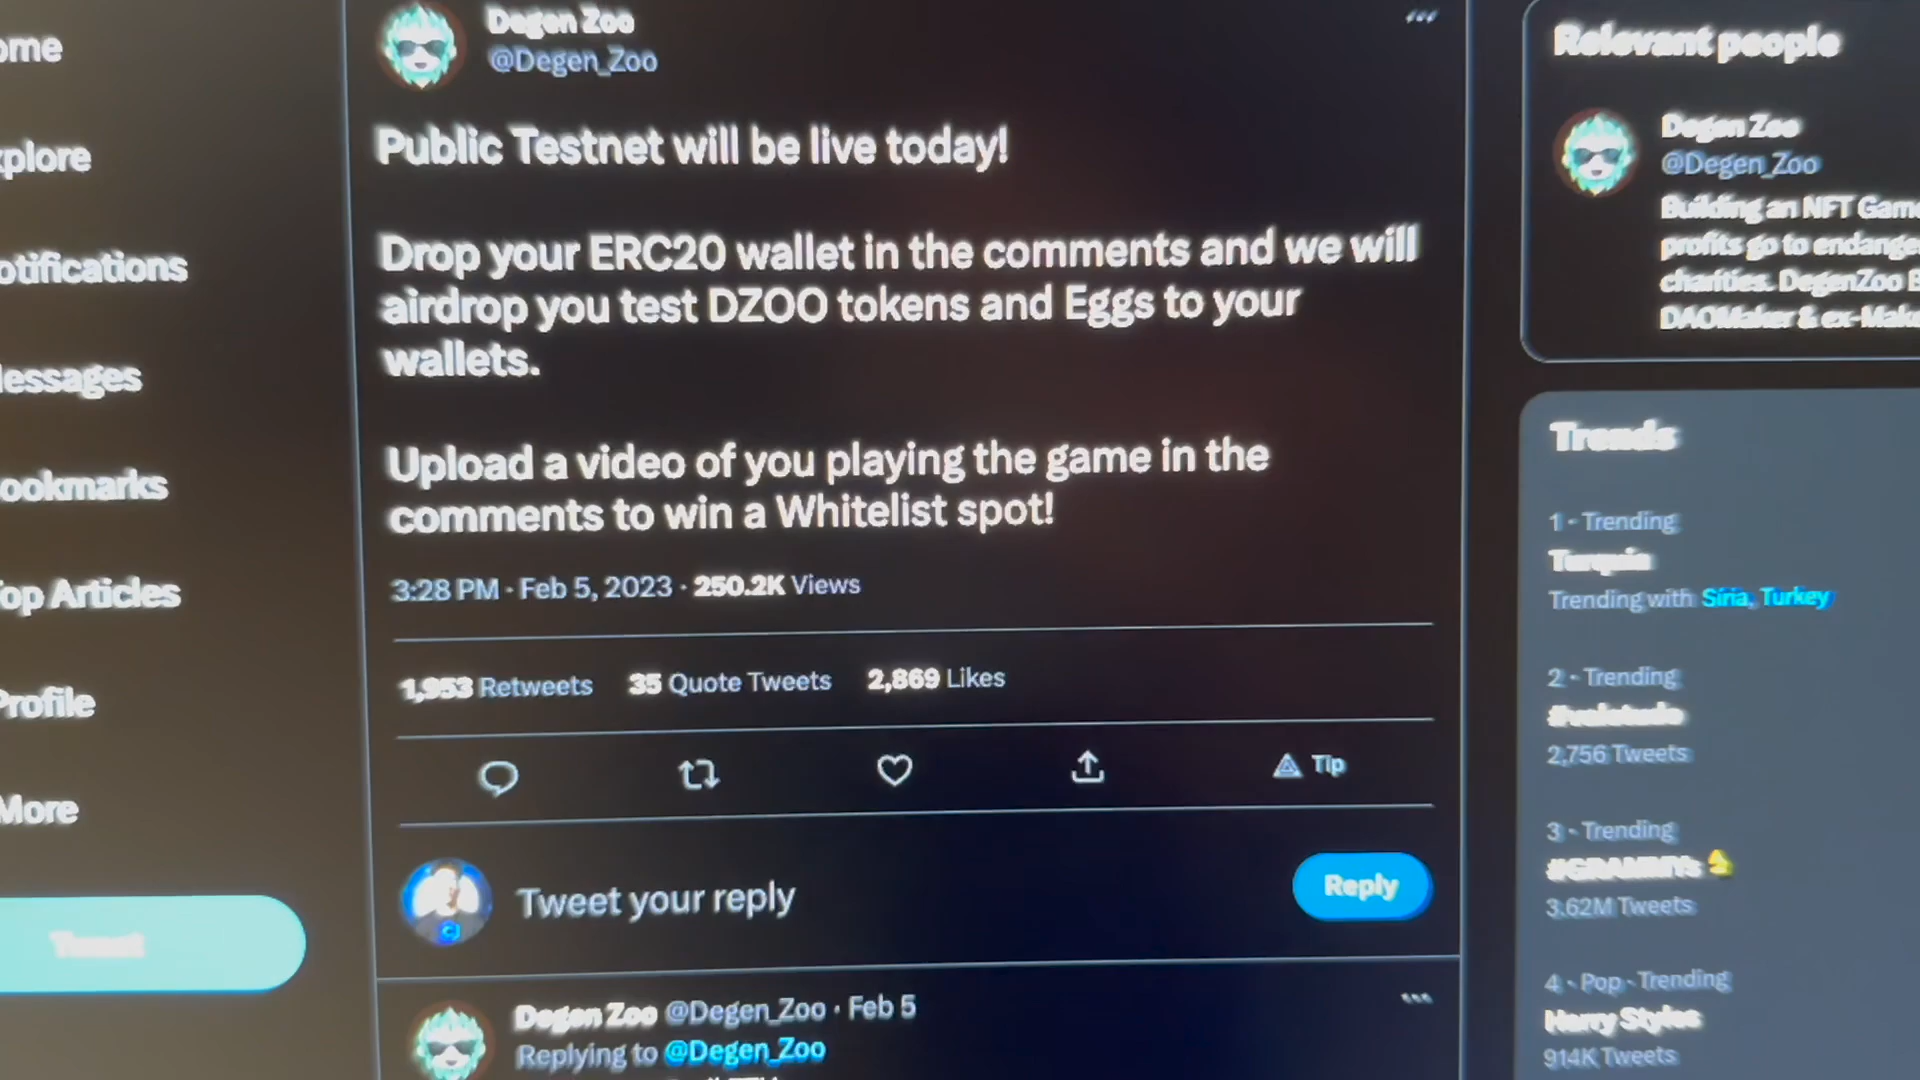 ome
xplore
otifications
essages
ookmarks
Top Articles
Profile
More
Tweet
Degen Zoo
@Degen_Zoo
Public Testnet will be live today!
Drop your ERC20 wallet in the comments and we will
airdrop you test DZOO tokens and Eggs to your
wallets.
Upload a video of you playing the game in the
comments to win a Whitelist spot!
3:28 PM · Feb 5, 2023 · 250.2K Views
1,953 Retweets 35 Quote Tweets 2,869 Likes
Tip
Tweet your reply
Reply
Degen Zoo @Degen_Zoo · Feb 5
Replying to @Degen_Zoo
Relevant people
Degen Zoo
@Degen_Zoo
Building an NFT Game
profits go to endange
charities. DegenZoo B
DAOMaker & ex-Make
Trends
1 · Trending
Turquia
Trending with Síria, Turkey
2 · Trending
2,756 Tweets
3 · Trending
#GRAMMYs
3.62M Tweets
4 · Pop · Trending
Harry Styles
914K Tweets